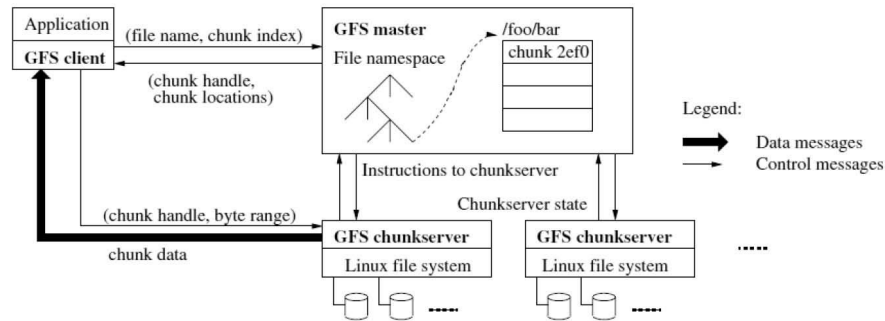 Application
GFS client
(file name, chunk index)
(chunk handle,
chunk locations)
GFS master
File namespace
/foo/bar
chunk 2ef0
Legend:
Data messages
Control messages
Instructions to chunkserver
Chunkserver state
(chunk handle, byte range)
chunk data
GFS chunkserver
Linux file system
GFS chunkserver
Linux file system